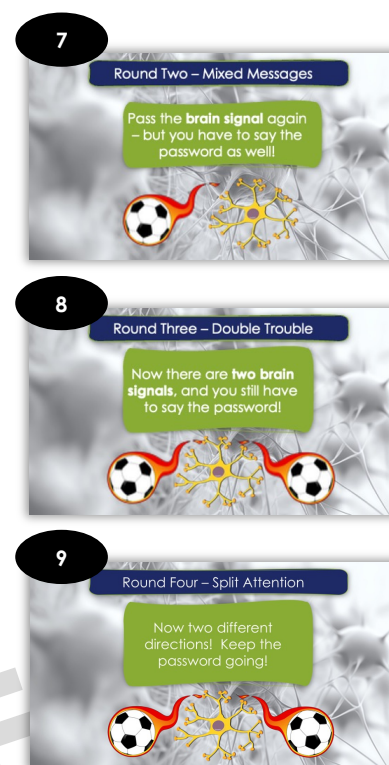 7
Round Two – Mixed Messages
Pass the brain signal again
– but you have to say the
password as well!
8
Round Three – Double Trouble
Now there are two brain
signals, and you still have
to say the password!
9
Round Four – Split Attention
Now two different
directions! Keep the
password going!